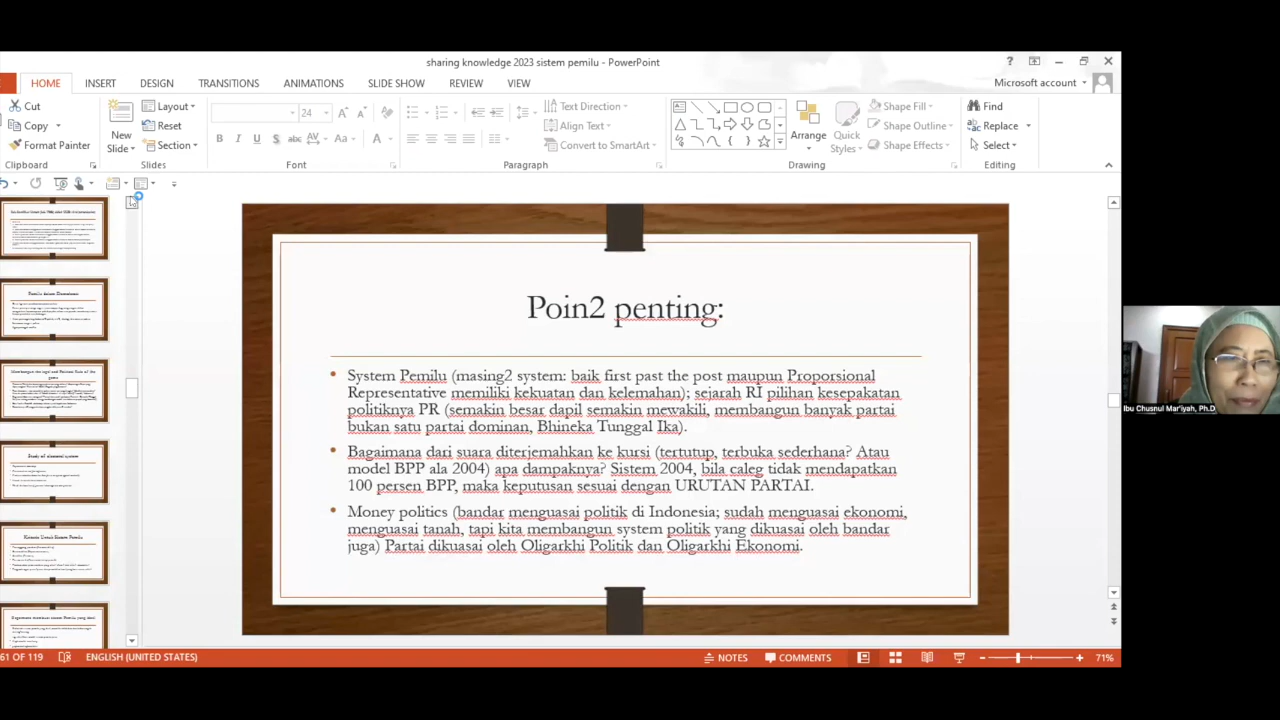 sharing knowledge 2023 sistem pemilu - PowerPoint
HOME INSERT DESIGN TRANSITIONS ANIMATIONS SLIDE SHOW REVIEW VIEW
Microsoft account
Cut
Copy
Format Painter
Clipboard
New
Slide
Layout
Reset
Section
Slides
24
B I U S abc AV Aa A
Font
Text Direction
Align Text
Convert to SmartArt
Paragraph
Arrange
Quick
Styles
Shape Fill
Shape Outline
Shape Effects
Drawing
Find
Replace
Select
Editing
Poin2 penting:
System Pemilu (masing2 system: baik first past the post maupun Proporsional
Representative memiliki kekuatan dan kelemahan); sejarah RI pilihan kesepakatan
politiknya PR (semakin besar dapil semakin mewakili, membangun banyak partai
bukan satu partai dominan, Bhineka Tunggal Ika).
Bagaimana dari suara diterjemahkan ke kursi (tertutup, terbuka sederhana? Atau
model BPP ala 2004), apa dampaknya? Sistem 2004, bila caleg tidak mendapatkan
100 persen BPP, maka keputusan sesuai dengan URUTAN PARTAI.
Money politics (bandar menguasai politik di Indonesia; sudah menguasai ekonomi,
menguasai tanah, tapi kita membangun system politik yang dikuasai oleh bandar
juga) Partai dikuasai oleh Oligarkhi Politik dan Oligarkhi Ekonomi.
Ibu Chusnul Mar'iyah, Ph.D
61 OF 119
ENGLISH (UNITED STATES)
NOTES
COMMENTS
71%